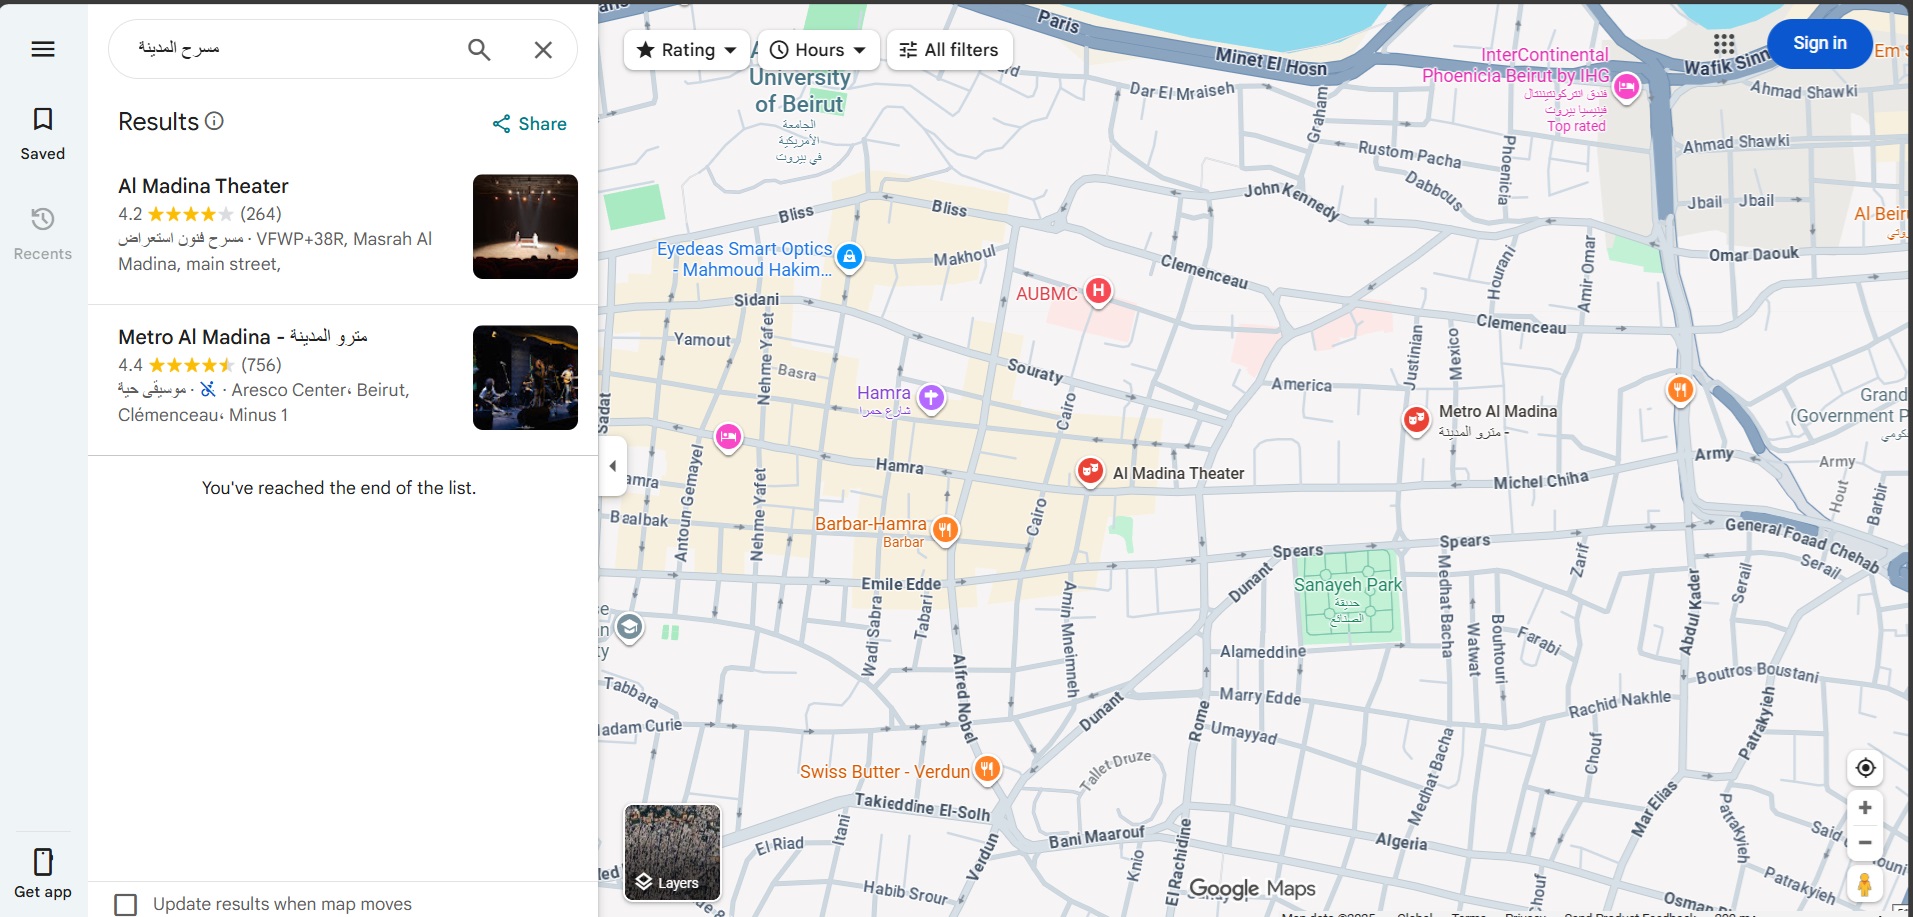 مسرح المدينة
Saved
Recents
Get app
Results
Share
Al Madina Theater
4.2 (264)
مسرح فنون استعراض · VFWP+38R, Masrah Al
Madina, main street,
Metro Al Madina - مترو المدينة
4.4 (756)
موسيقى حية · · Aresco Center، Beirut,
Clémenceau، Minus 1
You've reached the end of the list.
Update results when map moves
Rating
Hours
All filters
Sign in
Paris
Minet El Hosn
Wafik Sinn
InterContinental
Phoenicia Beirut by IHG
فندق انتركونتيننتال
فينيسيا بيروت
Top rated
University
of Beirut
الجامعة
الأمريكية
في بيروت
Dar El Mraiseh
Graham
Rustom Pacha
Phoenicia
Dabbous
Ahmad Shawki
Ahmad Shawki
Jbail
Jbail
Al Beir
Omar Daouk
John Kennedy
Bliss
Bliss
Makhoul
Eyedeas Smart Optics
- Mahmoud Hakim...
Clemenceau
Hourani
Amir Omar
AUBMC
Sidani
Yamout
Nehme Yafet
Basra
Souraty
Clemenceau
Justinian
Mexico
America
Sadat
Hamra
شارع حمرا
Cairo
Metro Al Madina
مترو المدينة -
Grand
(Government P
Antoun Gemayel
Hamra
Al Madina Theater
Michel Chiha
Army
Army
Hout
Barbir
amra
Baalbak
Nehme Yafet
Barbar-Hamra
Barbar
Cairo
Spears
Spears
General Foaad Chehab
Serail
Serail
Zarif
Emile Edde
Dunant
Sanayeh Park
حديقة
الصنائع
Medhat Bacha
Wadi Sabra
Tabari
Amin Mneimneh
Alameddine
Watwat
Bouhtouri
Farabi
Abdul Kader
Boutros Boustani
Tabbara
Alfred Nobel
Marry Edde
Rachid Nakhle
Patrakyieh
adam Curie
Dunant
Rome
Umayyad
Medhat Bacha
Chouf
Swiss Butter - Verdun
Tallet Druze
Takieddine El-Solh
Mar Elias
Patrakyieh
Said
El Riad
Itani
Verdun
Bani Maarouf
Knio
El Rachidine
Algeria
Habib Srour
Layers
Google Maps
Patrakyieh